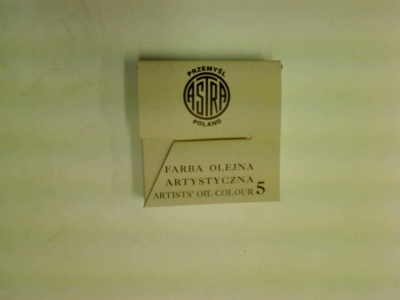 PRZEMYŚL
ASTRA
POLAND
FARBA OLEJNA
ARTYSTYCZNA
ARTISTS' OIL COLOUR 5